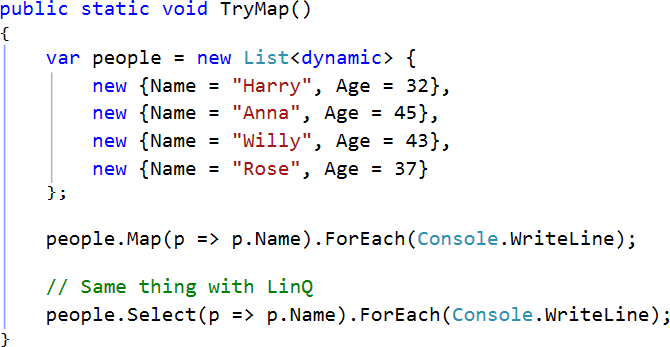 public static void TryMap()
{
    var people = new List<dynamic> {
        new {Name = "Harry", Age = 32},
        new {Name = "Anna", Age = 45},
        new {Name = "Willy", Age = 43},
        new {Name = "Rose", Age = 37}
    };

    people.Map(p => p.Name).ForEach(Console.WriteLine);

    // Same thing with LinQ
    people.Select(p => p.Name).ForEach(Console.WriteLine);
}